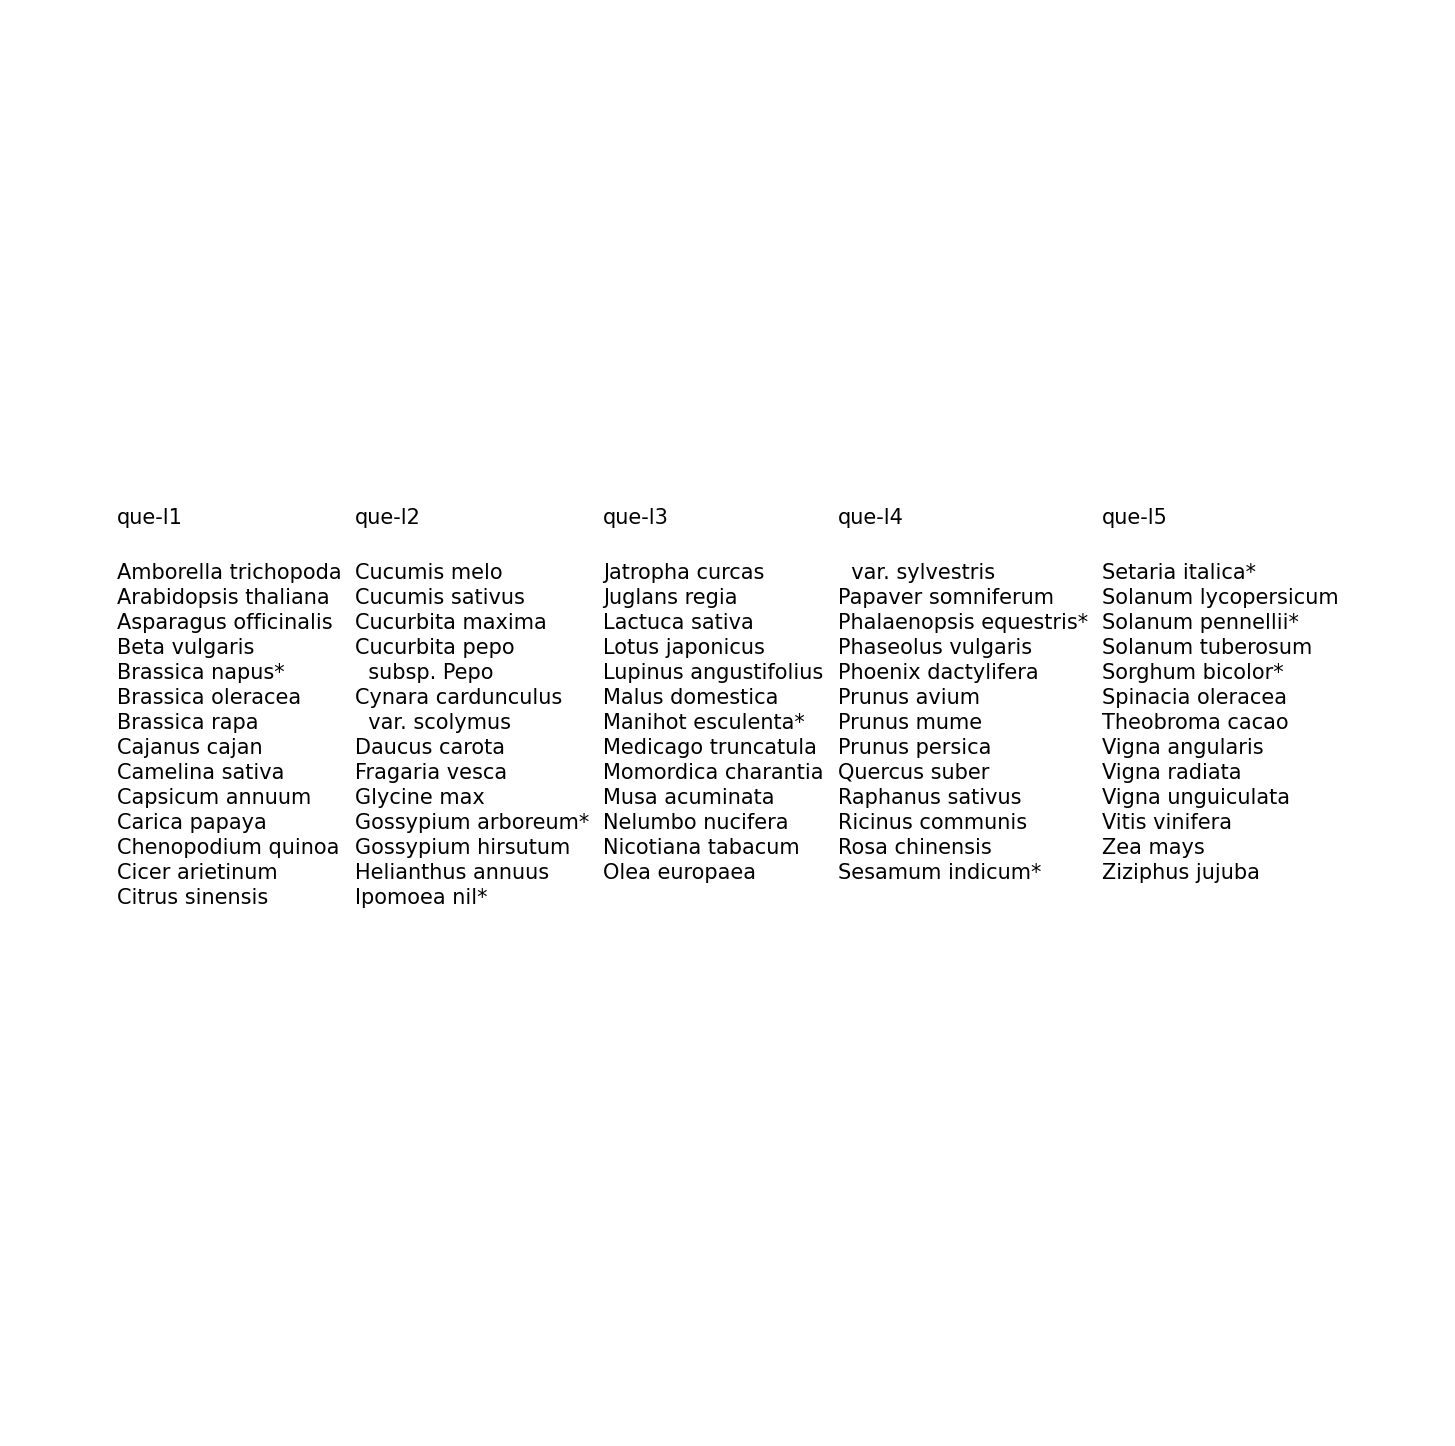 que-l1
Amborella trichopoda
Arabidopsis thaliana
Asparagus officinalis
Beta vulgaris
Brassica napus*
Brassica oleracea
Brassica rapa
Cajanus cajan
Camelina sativa
Capsicum annuum
Carica papaya
Chenopodium quinoa
Cicer arietinum
Citrus sinensis
que-l2
Cucumis melo
Cucumis sativus
Cucurbita maxima
Cucurbita pepo
subsp. Pepo
Cynara cardunculus
var. scolymus
Daucus carota
Fragaria vesca
Glycine max
Gossypium arboreum*
Gossypium hirsutum
Helianthus annuus
Ipomoea nil*
que-l3
Jatropha curcas
Juglans regia
Lactuca sativa
Lotus japonicus
Lupinus angustifolius
Malus domestica
Manihot esculenta*
Medicago truncatula
Momordica charantia
Musa acuminata
Nelumbo nucifera
Nicotiana tabacum
Olea europaea
que-l4
var. sylvestris
Papaver somniferum
Phalaenopsis equestris*
Phaseolus vulgaris
Phoenix dactylifera
Prunus avium
Prunus mume
Prunus persica
Quercus suber
Raphanus sativus
Ricinus communis
Rosa chinensis
Sesamum indicum*
que-l5
Setaria italica*
Solanum lycopersicum
Solanum pennellii*
Solanum tuberosum
Sorghum bicolor*
Spinacia oleracea
Theobroma cacao
Vigna angularis
Vigna radiata
Vigna unguiculata
Vitis vinifera
Zea mays
Ziziphus jujuba